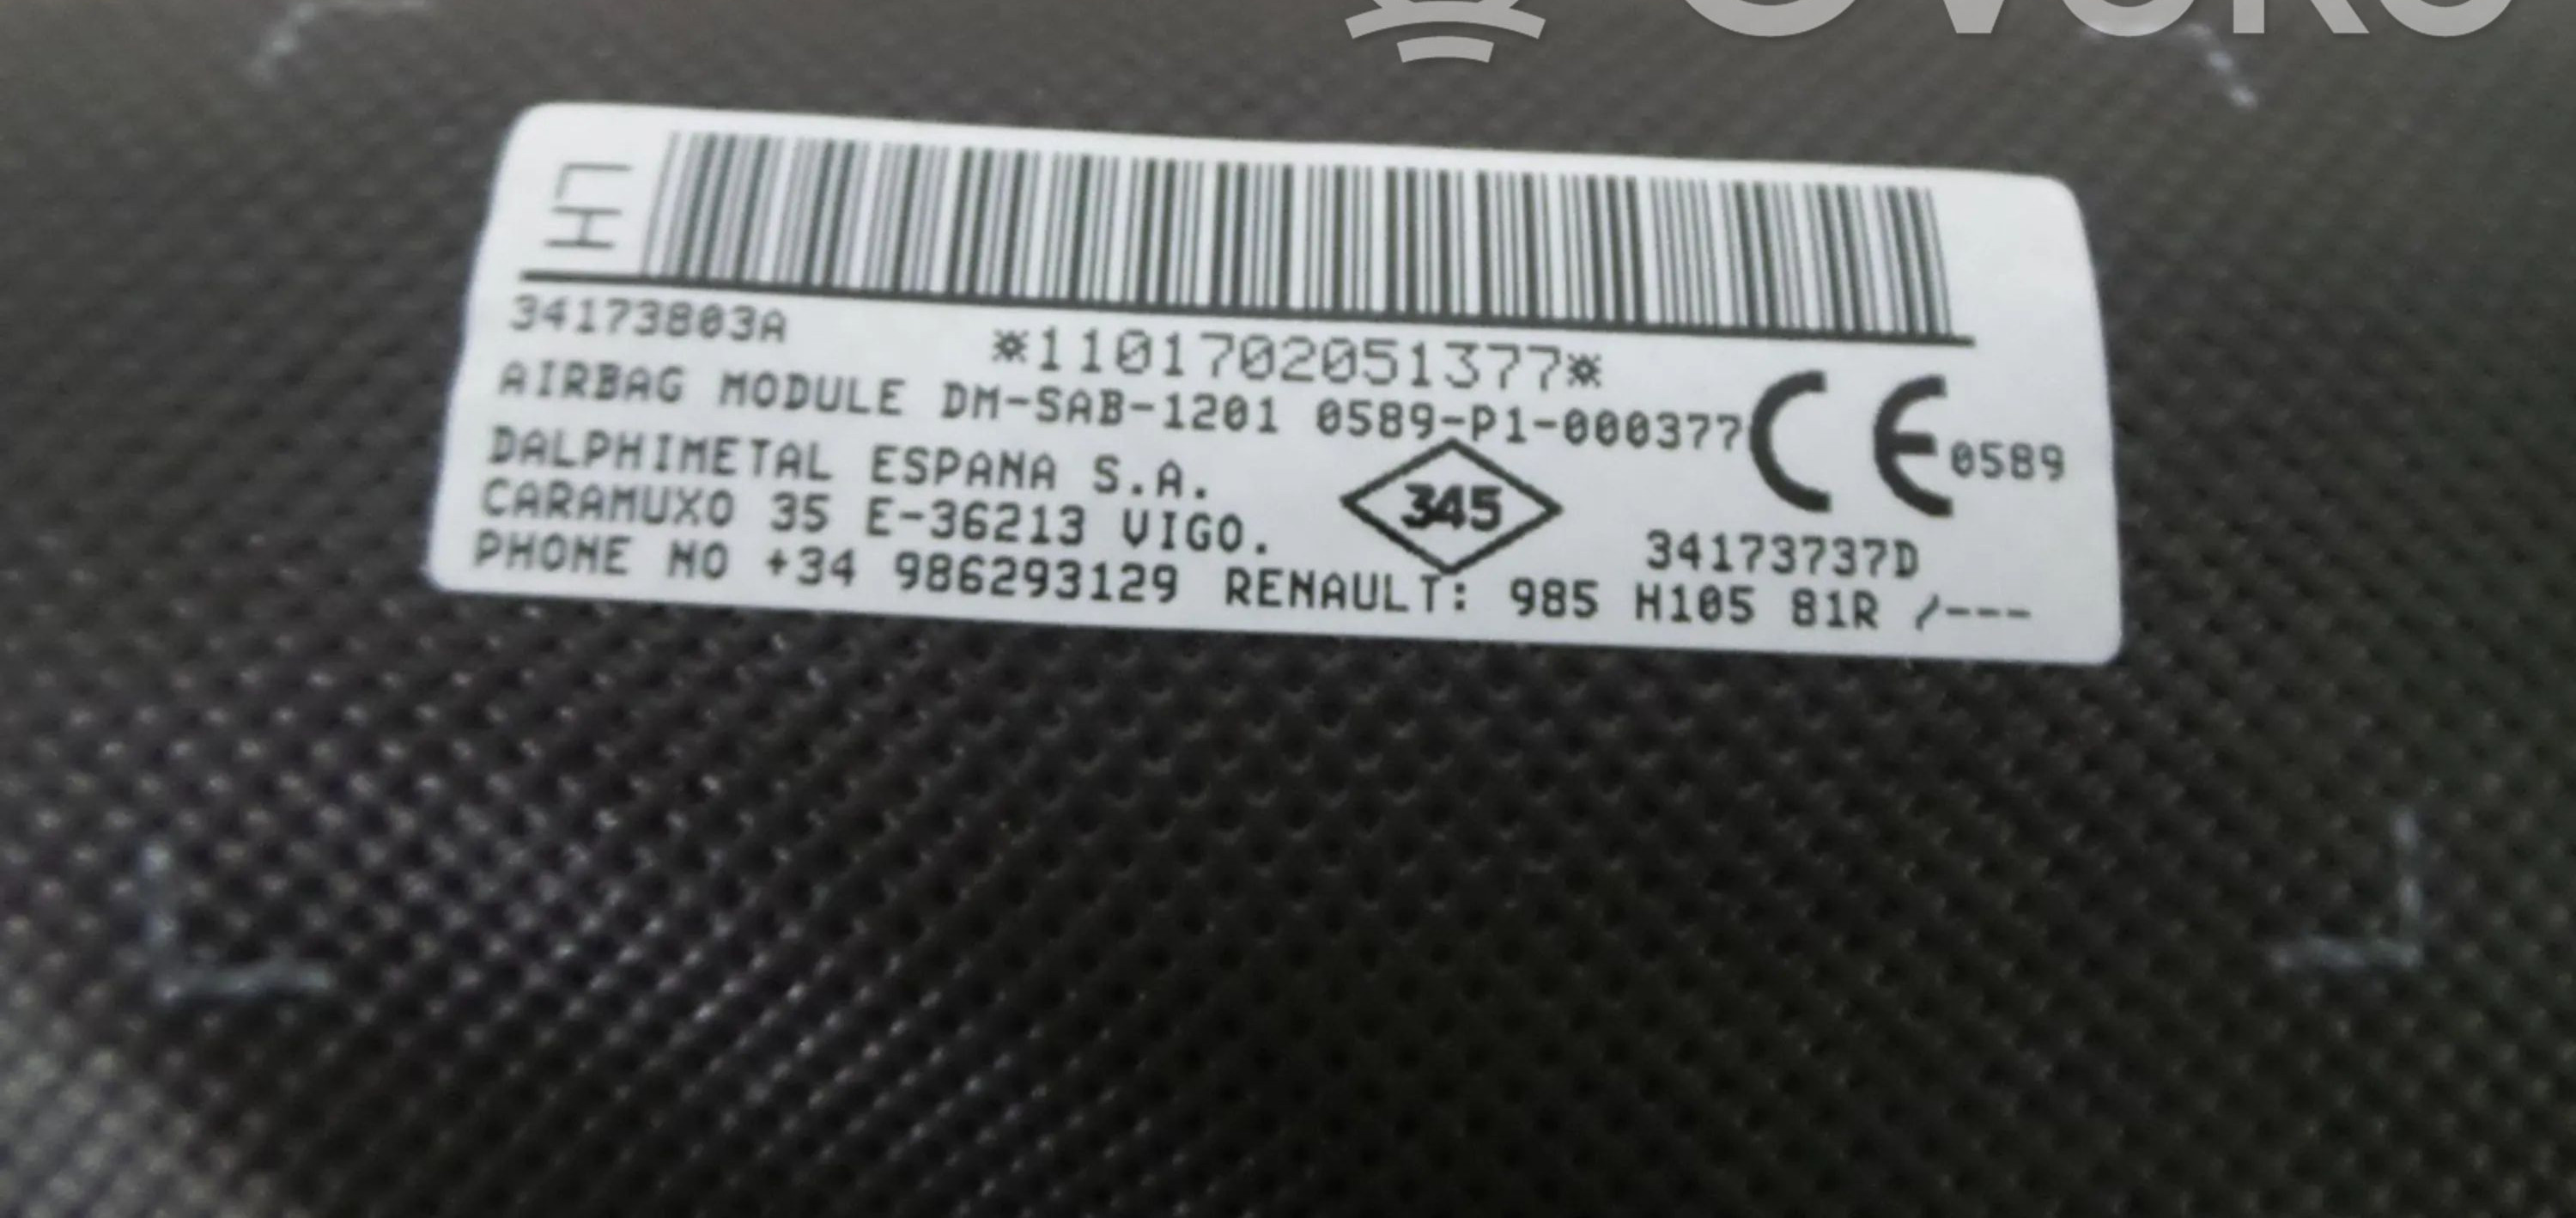 LH
34173803A
*1101702051377*
AIRBAG MODULE DM-SAB-1201 0589-P1-000377
CE 0589
DALPHIMETAL ESPANA S.A.
CARAMUXO 35 E-36213 VIGO.
345
34173737D
PHONE NO +34 986293129 RENAULT: 985 H105 81R /---